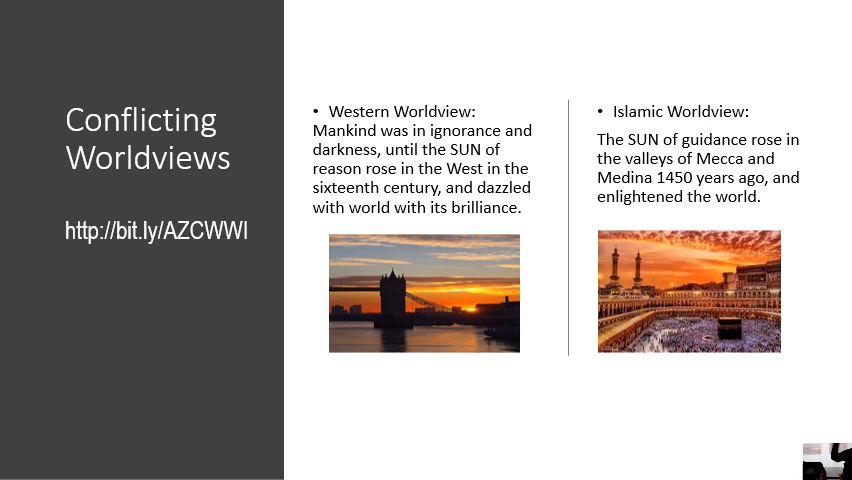 Conflicting
Worldviews
http://bit.ly/AZCWWI
• Western Worldview:
Mankind was in ignorance and
darkness, until the SUN of
reason rose in the West in the
sixteenth century, and dazzled
with world with its brilliance.
• Islamic Worldview:
The SUN of guidance rose in
the valleys of Mecca and
Medina 1450 years ago, and
enlightened the world.